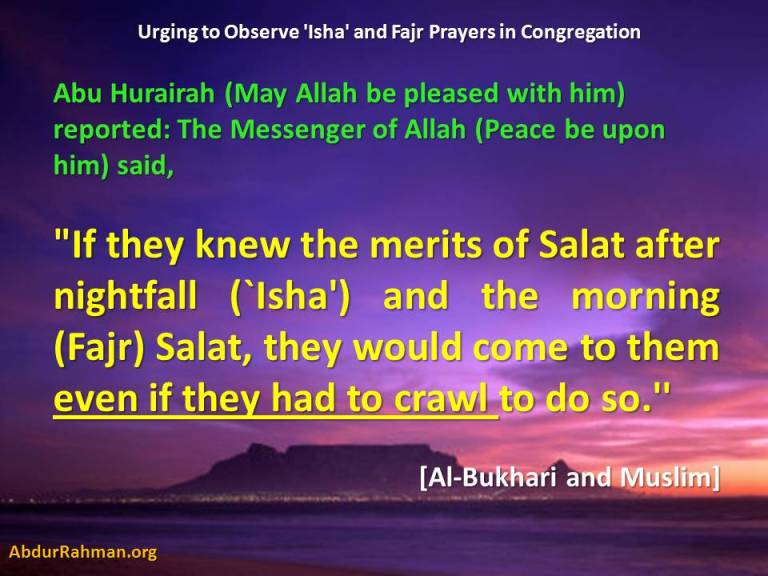 Urging to Observe 'Isha' and Fajr Prayers in Congregation
Abu Hurairah (May Allah be pleased with him)
reported: The Messenger of Allah (Peace be upon
him) said,
"If they knew the merits of Salat after
nightfall (`Isha') and the morning
(Fajr) Salat, they would come to them
even if they had to crawl to do so.''
[Al-Bukhari and Muslim]
AbdurRahman.org